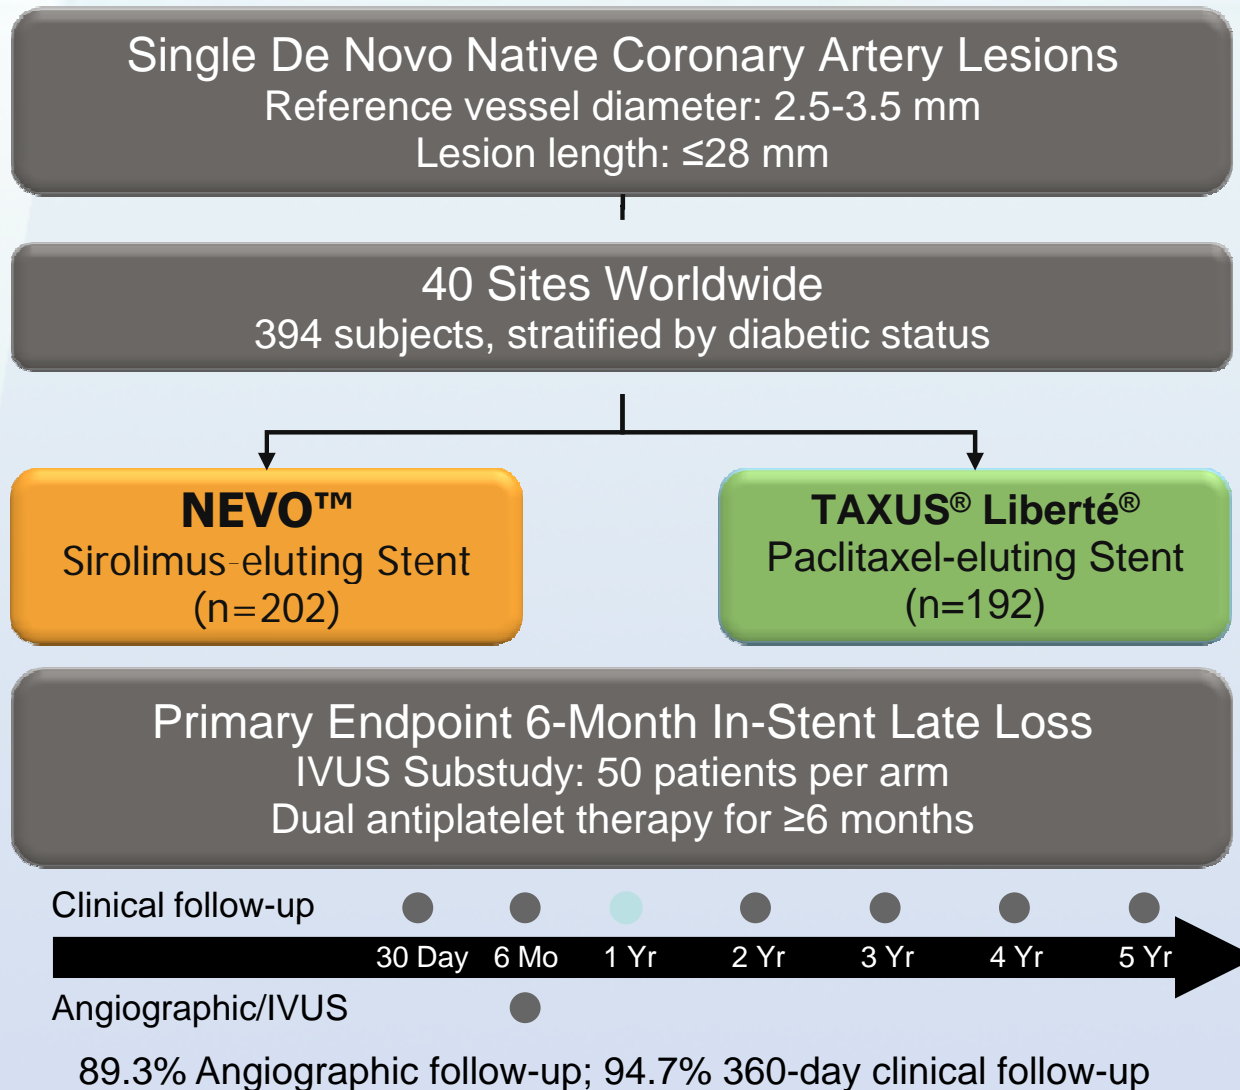 Single De Novo Native Coronary Artery Lesions
Reference vessel diameter: 2.5-3.5 mm
Lesion length: ≤28 mm
40 Sites Worldwide
394 subjects, stratified by diabetic status
NEVO™
Sirolimus-eluting Stent
(n=202)
TAXUS® Liberté®
Paclitaxel-eluting Stent
(n=192)
Primary Endpoint 6-Month In-Stent Late Loss
IVUS Substudy: 50 patients per arm
Dual antiplatelet therapy for ≥6 months
Clinical follow-up
30 Day 6 Mo 1 Yr 2 Yr 3 Yr 4 Yr 5 Yr
Angiographic/IVUS
89.3% Angiographic follow-up; 94.7% 360-day clinical follow-up